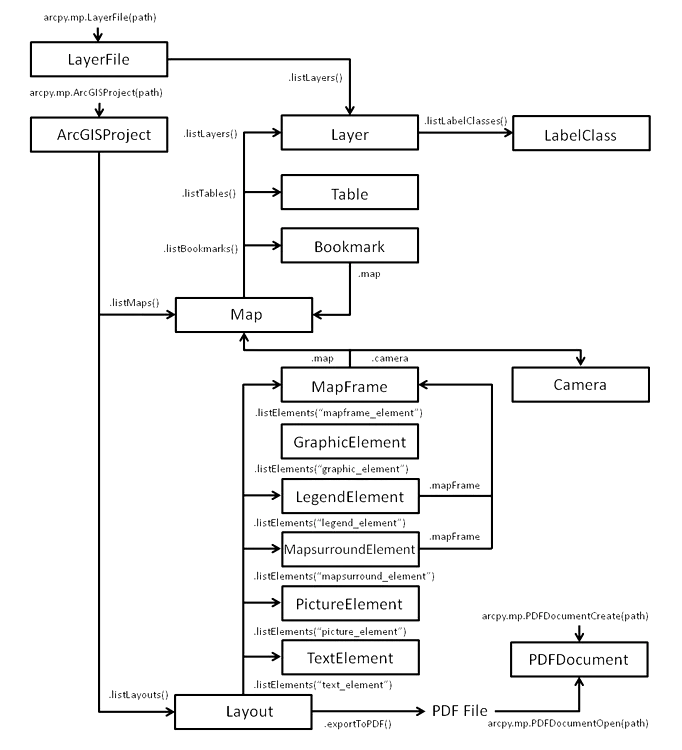 arcpy.mp.LayerFile(path)
LayerFile
.listLayers()
arcpy.mp.ArcGISProject(path)
ArcGISProject
.listLayers()
Layer
.listLabelClasses()
LabelClass
.listTables()
Table
.listBookmarks()
Bookmark
.map
.listMaps()
Map
.map
.camera
MapFrame
Camera
.listElements("mapframe_element")
GraphicElement
.listElements("graphic_element")
LegendElement
.mapFrame
.listElements("legend_element")
MapsurroundElement
.mapFrame
.listElements("mapsurround_element")
PictureElement
.listElements("picture_element")
TextElement
.listElements("text_element")
arcpy.mp.PDFDocumentCreate(path)
PDFDocument
.listLayouts()
Layout
.exportToPDF()
PDF File
arcpy.mp.PDFDocumentOpen(path)